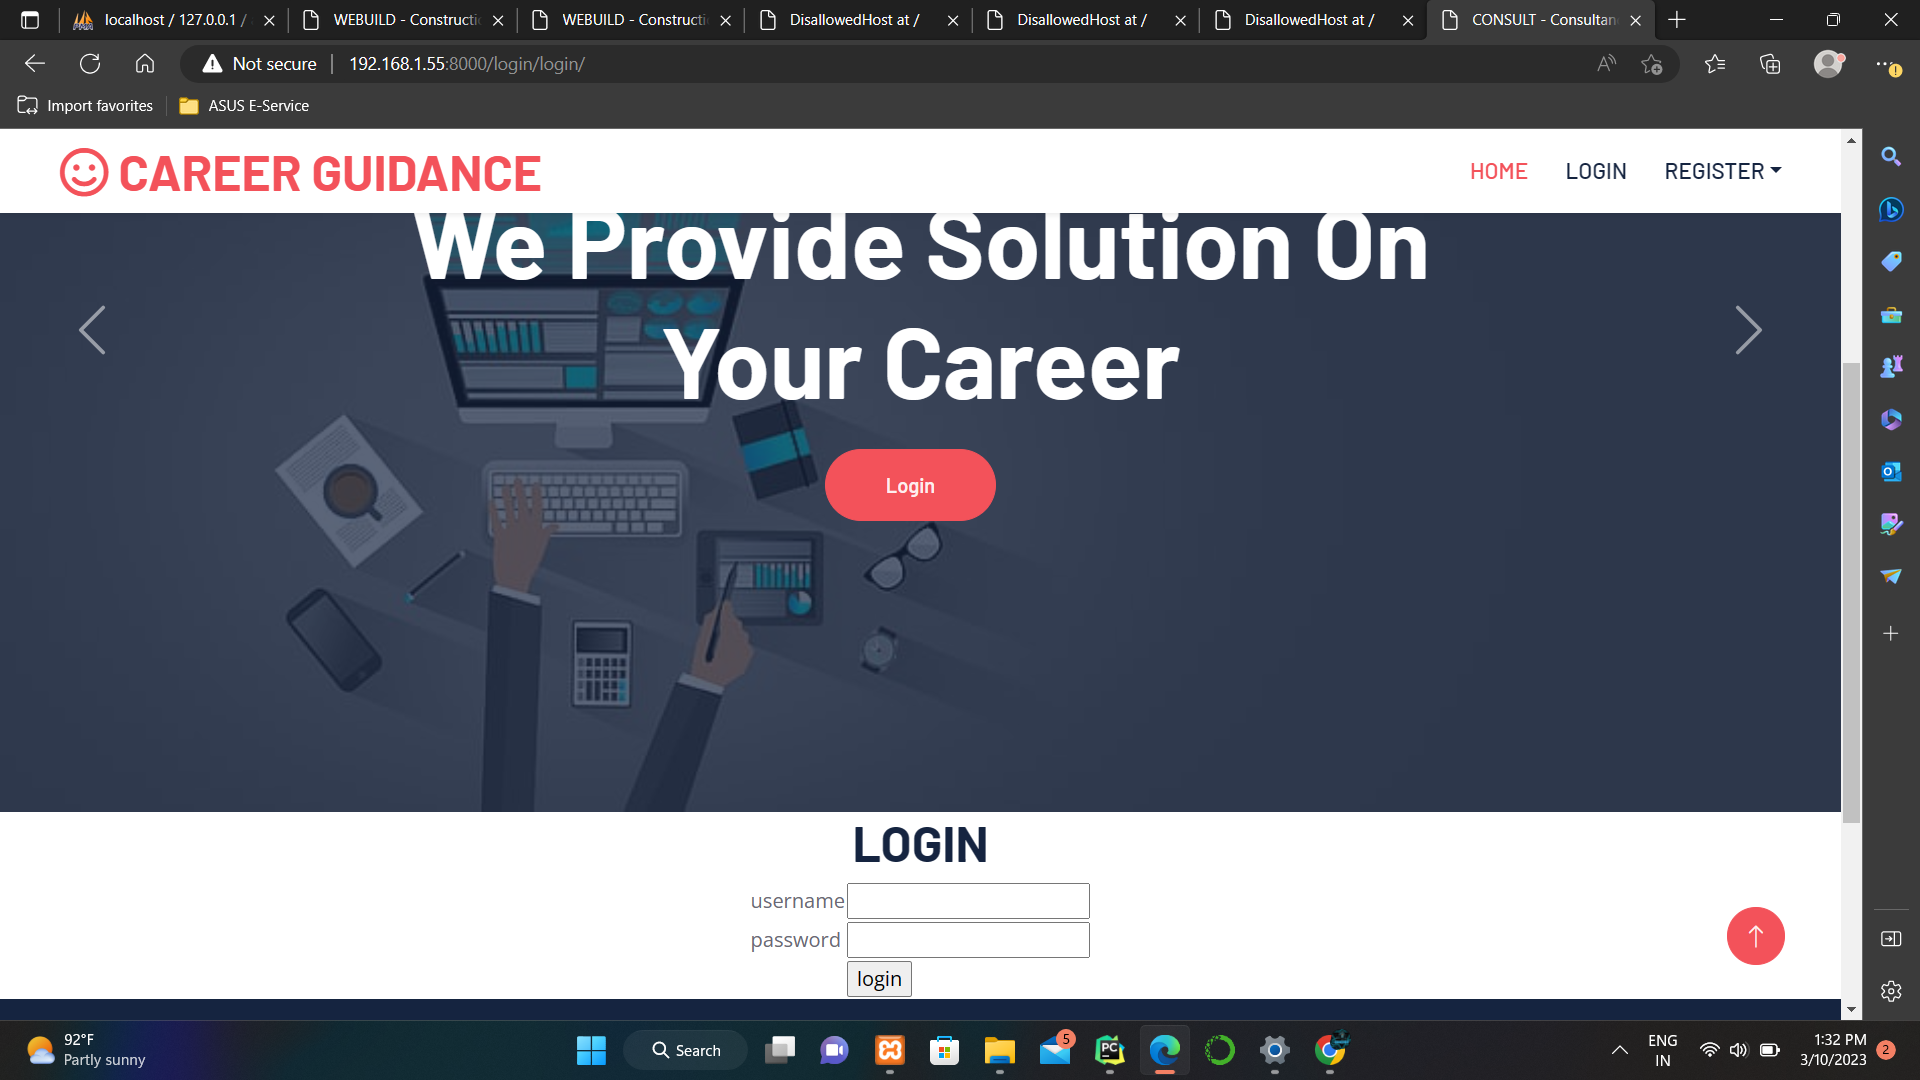 localhost / 127.0.0.1 /
WEBUILD - Constructi
WEBUILD - Constructi
DisallowedHost at /
DisallowedHost at /
DisallowedHost at /
CONSULT - Consultan
Not secure
192.168.1.55:8000/login/login/
Import favorites
ASUS E-Service
CAREER GUIDANCE
HOME
LOGIN
REGISTER
We Provide Solution On
Your Career
Login
LOGIN
username
password
login
92°F
Partly sunny
Search
5
ENG
IN
1:32 PM
3/10/2023
2